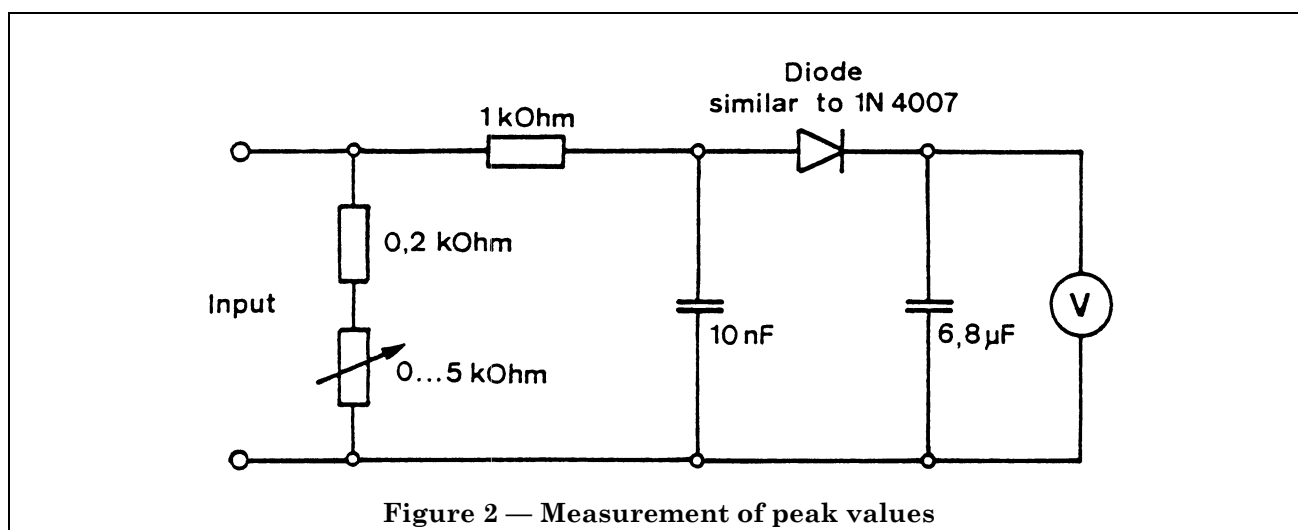 Diode
similar to 1N 4007
1 kOhm
0,2 kOhm
Input
V
10 nF
6,8 µF
0...5 kOhm
Figure 2 — Measurement of peak values